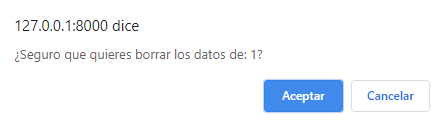 127.0.0.1:8000 dice
¿Seguro que quieres borrar los datos de: 1?
Aceptar Cancelar